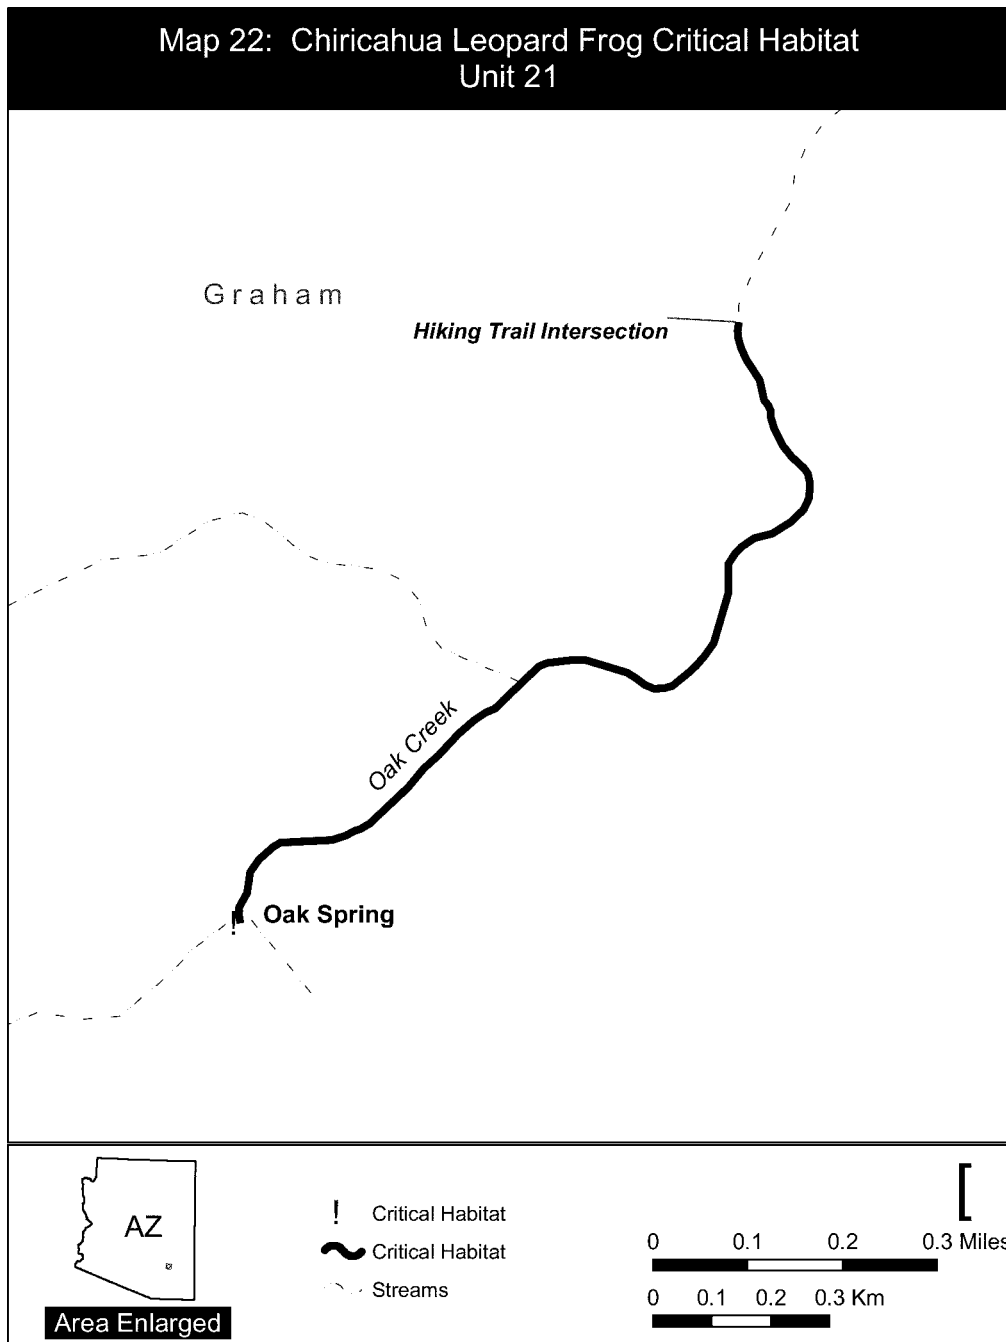 Map 22: Chiricahua Leopard Frog Critical Habitat
Unit 21
Graham
Hiking Trail Intersection
Oak Creek
! Oak Spring
AZ
Area Enlarged
! Critical Habitat
Critical Habitat
Streams
[
0 0.1 0.2 0.3 Miles
0 0.1 0.2 0.3 Km